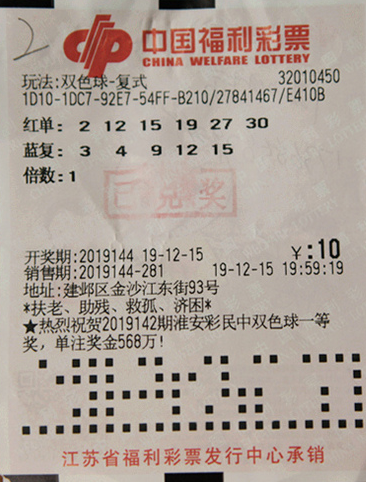 2
中国福利彩票
CHINA WELFARE LOTTERY
玩法:双色球-复式 32010450
1D10-1DC7-92E7-54FF-B210/27841467/E410B
红单: 2 12 15 19 27 30
蓝复: 3 4 9 12 15
倍数:1
已兑奖
开奖期:2019144 19-12-15 ¥:10
销售期:2019144-281 19-12-15 19:59:19
地址:建邺区金沙江东街93号
*扶老、助残、救孤、济困*
★热烈祝贺2019142期淮安彩民中双色球一等
奖，单注奖金568万!
江苏省福利彩票发行中心承销